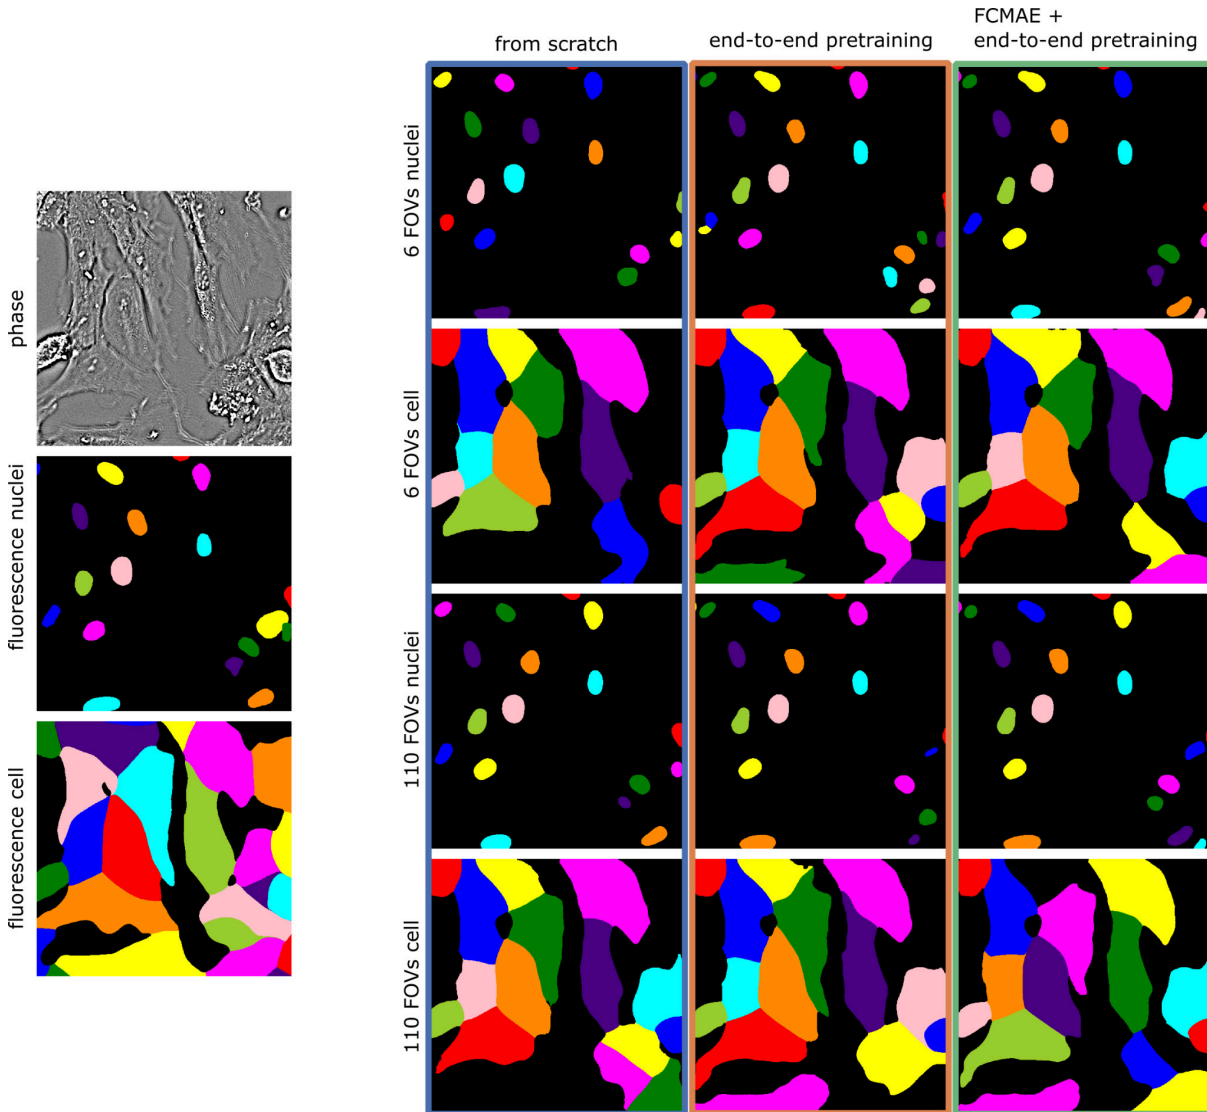 FCMAE +
from scratch
end-to-end pretraining
end-to-end pretraining
phase
fluorescence nuclei
fluorescence cell
6 FOVs nuclei
6 FOVs cell
110 FOVs nuclei
110 FOVs cell